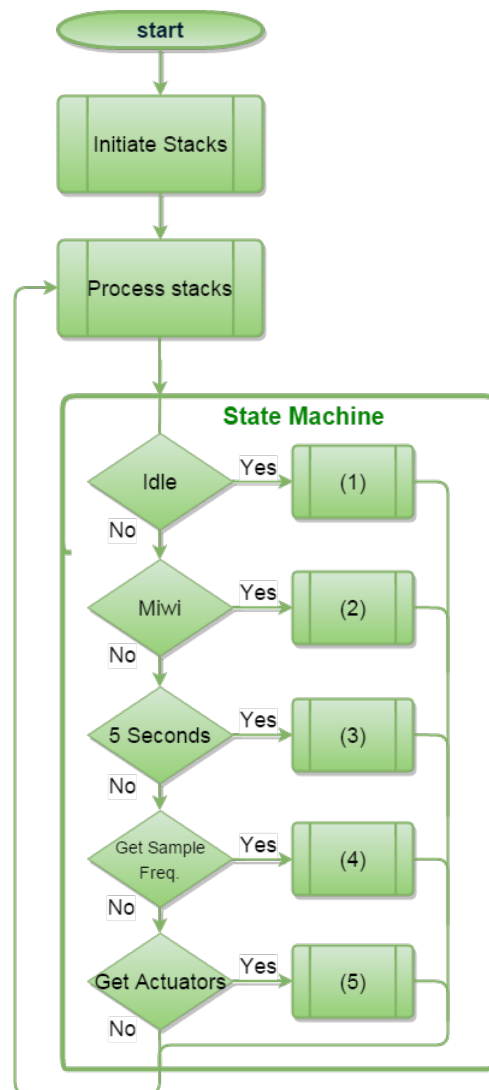 start
Initiate Stacks
Process stacks
State Machine
Idle
Yes
(1)
No
Miwi
Yes
(2)
No
5 Seconds
Yes
(3)
No
Get Sample
Freq.
Yes
(4)
No
Get Actuators
Yes
(5)
No